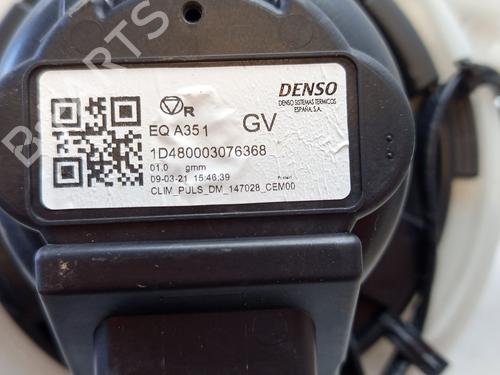 DENSO
DENSO SISTEMAS TERMICOS
ESPAÑA, S.A.
R
EQ A351 GV
1D480003076368
01.0 gmm
09-03-21 15:46:39
CLIM_PULS_DM_147028_CEM00
B-PARTS